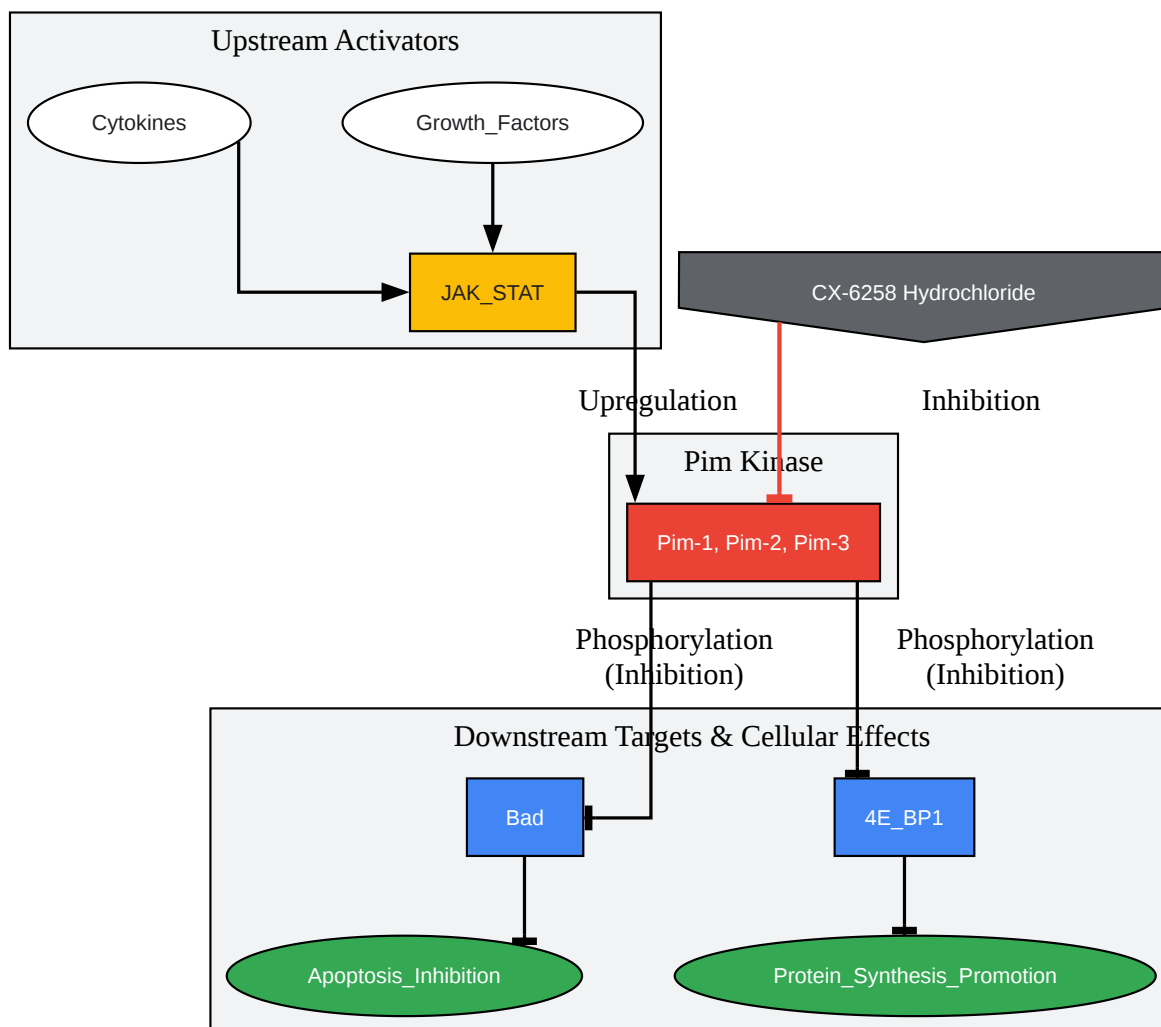 Upstream Activators
Cytokines
Growth_Factors
JAK_STAT
CX-6258 Hydrochloride
Upregulation
Inhibition
Pim Kinase
Pim-1, Pim-2, Pim-3
Phosphorylation
(Inhibition)
Phosphorylation
(Inhibition)
Downstream Targets & Cellular Effects
Bad
4E_BP1
Apoptosis_Inhibition
Protein_Synthesis_Promotion